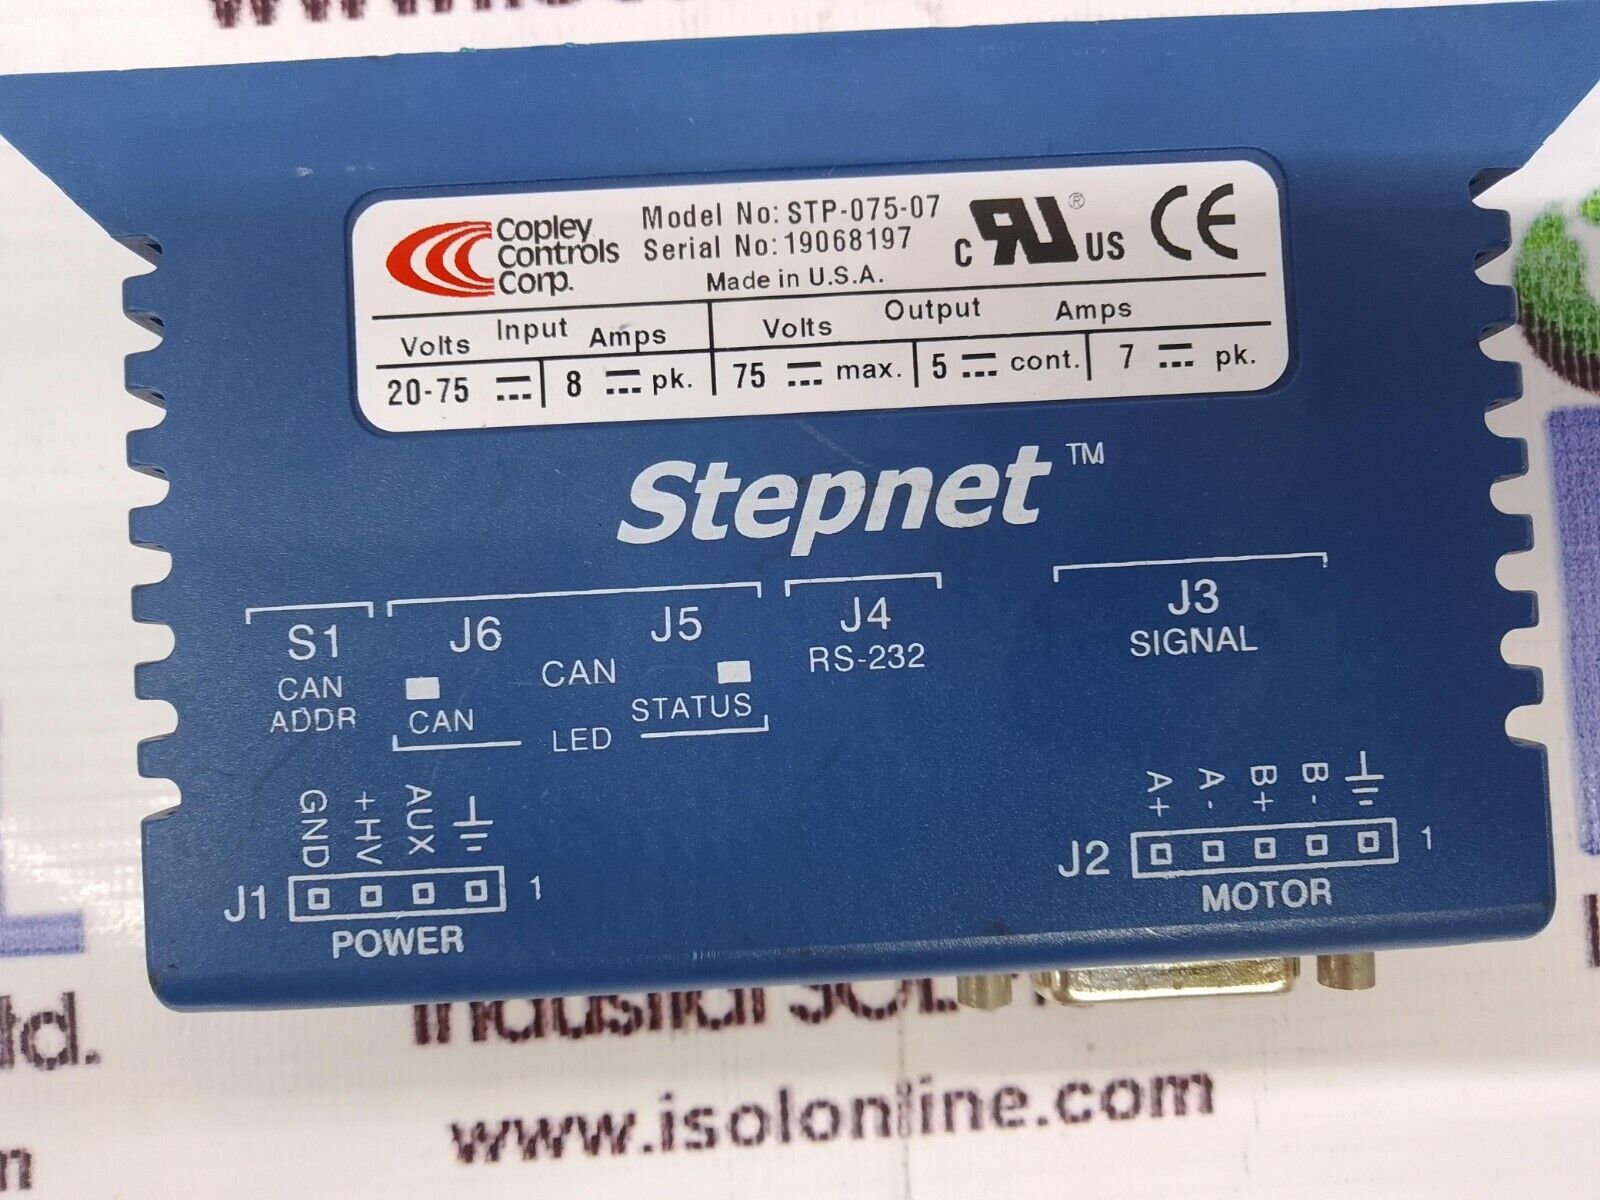 Copley
Controls
Corp.
Model No: STP-075-07
Serial No: 19068197
Made in U.S.A.
C RU ® US CE
Input
Volts Amps
20-75 8 pk.
Output
Volts Amps
75 max. 5 cont. 7 pk.
Stepnet™
S1
CAN
ADDR
J6
J5
CAN
CAN
STATUS
LED
J4
RS-232
J3
SIGNAL
GND
+HV
AUX
J1
1
POWER
A+
A-
B+
B-
J2
1
MOTOR
ltd.
www.isolonline.com